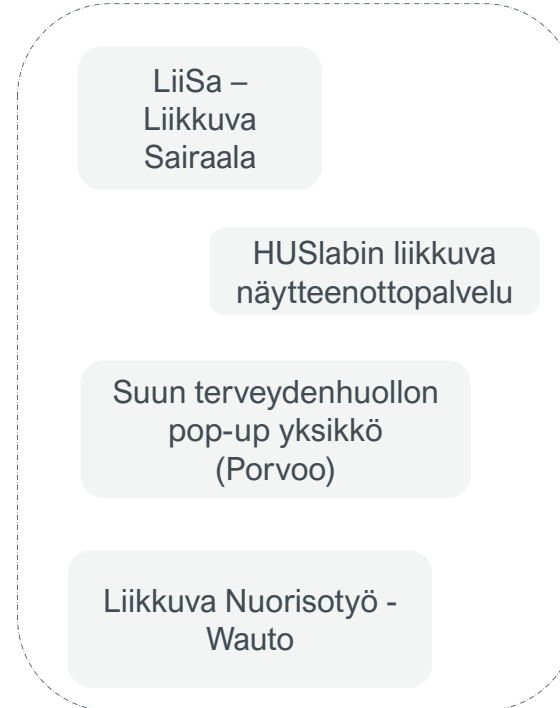 LiiSa –
Liikkuva
Sairaala
HUSlabin liikkuva
näytteenottopalvelu
Suun terveydenhuollon
pop-up yksikkö
(Porvoo)
Liikkuva Nuorisotyö -
Wauto